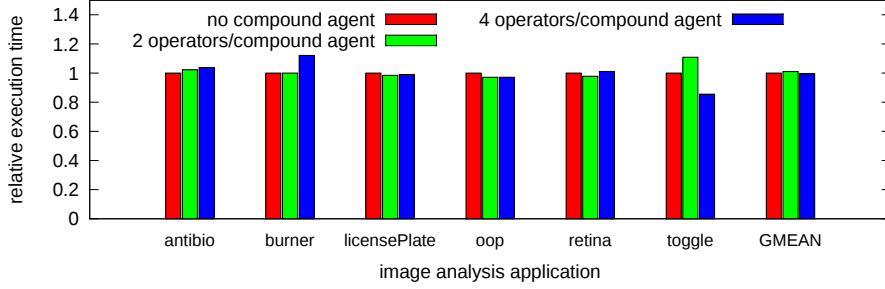 relative execution time
1.4
1.2
1
0.8
0.6
0.4
0.2
0
no compound agent
2 operators/compound agent
4 operators/compound agent
antibio burner licensePlate oop retina toggle GMEAN
image analysis application